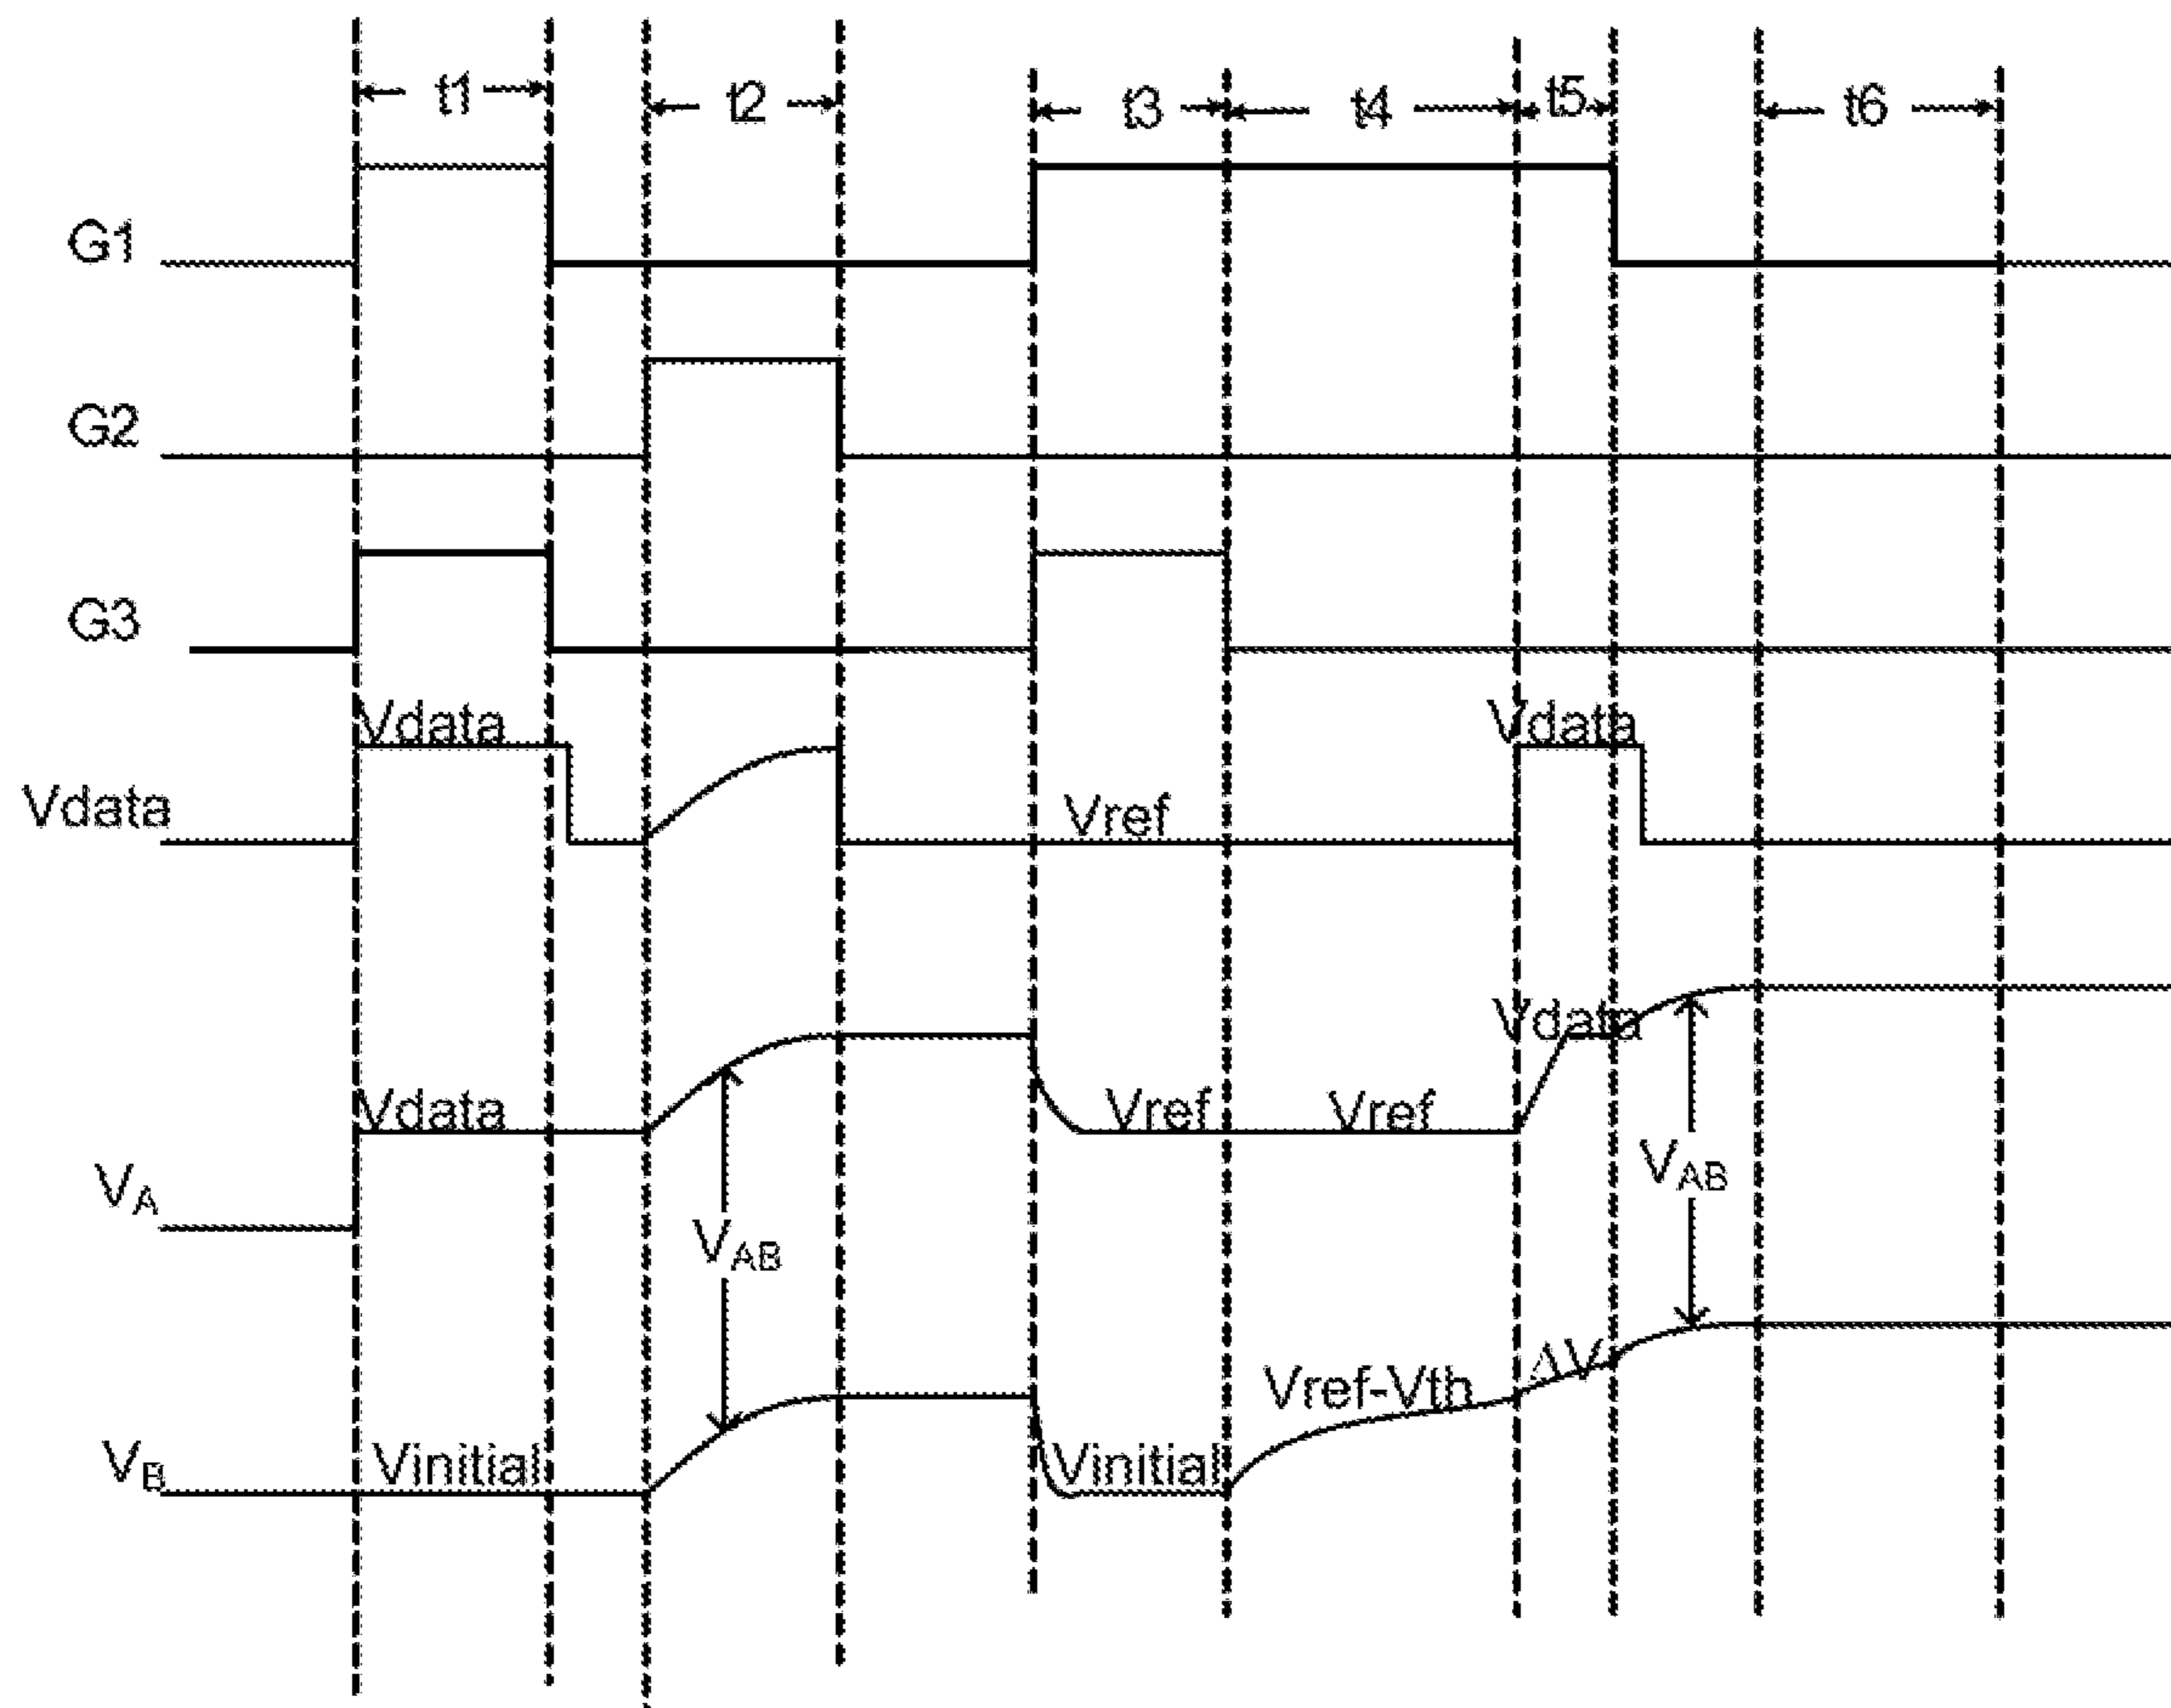 t1 t2 t3 t4 t5 t6
G1
G2
G3
Vdata Vdata
Vdata Vref
Vdata
Vdata Vref Vref
VA VAB VAB
ΔV
Vref-Vth
VB Vinitial Vinitial